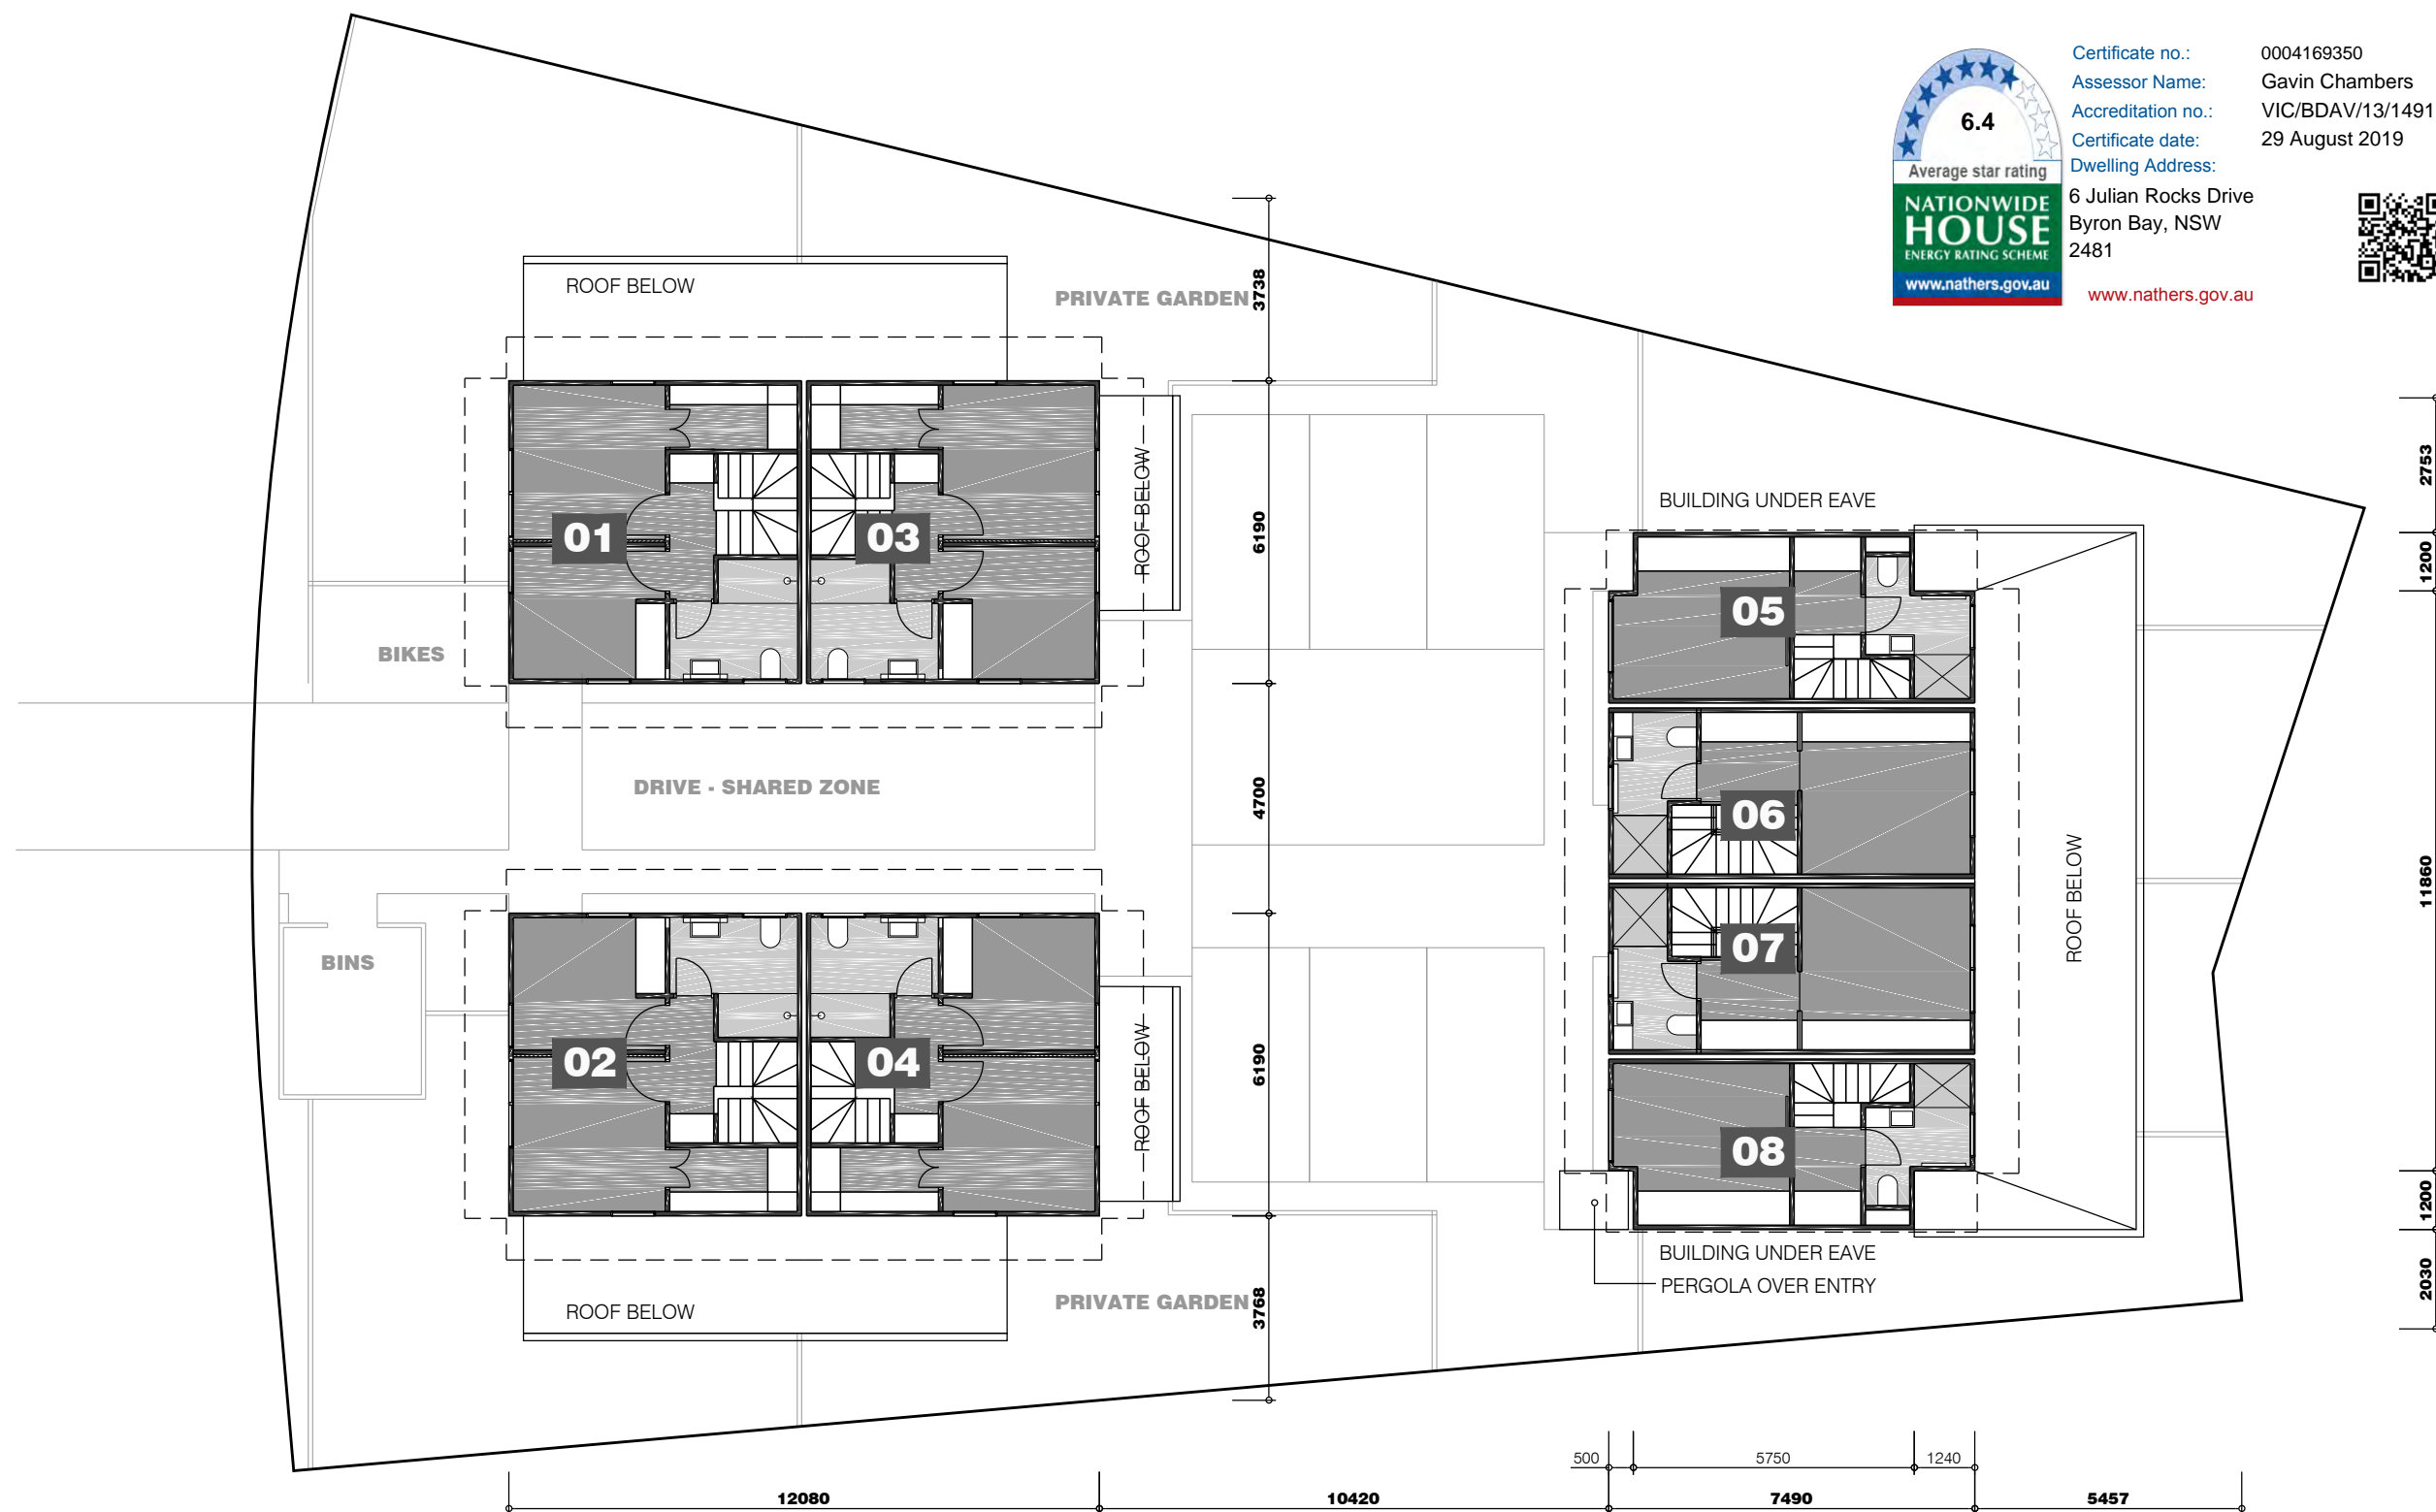 Certificate no.: 0004169350
Assessor Name: Gavin Chambers
Accreditation no.: VIC/BDAV/13/1491
Certificate date: 29 August 2019
Dwelling Address:
6 Julian Rocks Drive
Byron Bay, NSW
2481
www.nathers.gov.au
6.4
Average star rating
NATIONWIDE
HOUSE
ENERGY RATING SCHEME
www.nathers.gov.au
ROOF BELOW
PRIVATE GARDEN
3738
ROOF BELOW
01
03
6190
BIKES
DRIVE - SHARED ZONE
4700
BINS
02
04
6190
ROOF BELOW
ROOF BELOW
PRIVATE GARDEN
3768
BUILDING UNDER EAVE
05
06
07
08
ROOF BELOW
BUILDING UNDER EAVE
PERGOLA OVER ENTRY
2753
1200
11860
1200
2030
500
5750
1240
12080
10420
7490
5457